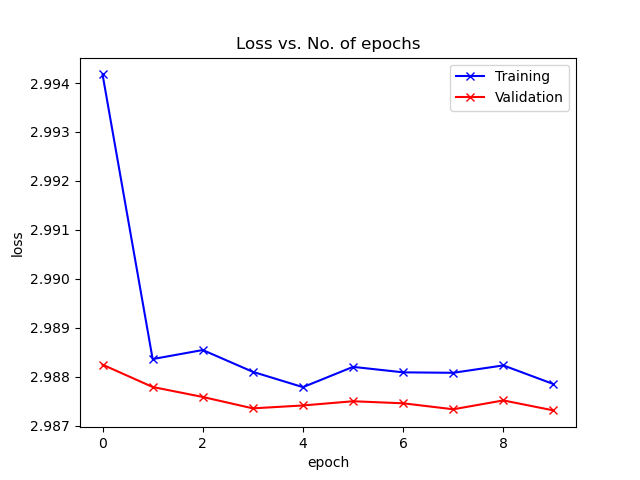 Loss vs. No. of epochs
Training
Validation
2.994
2.993
2.992
2.991
2.990
2.989
2.988
2.987
loss
0
2
4
6
8
epoch